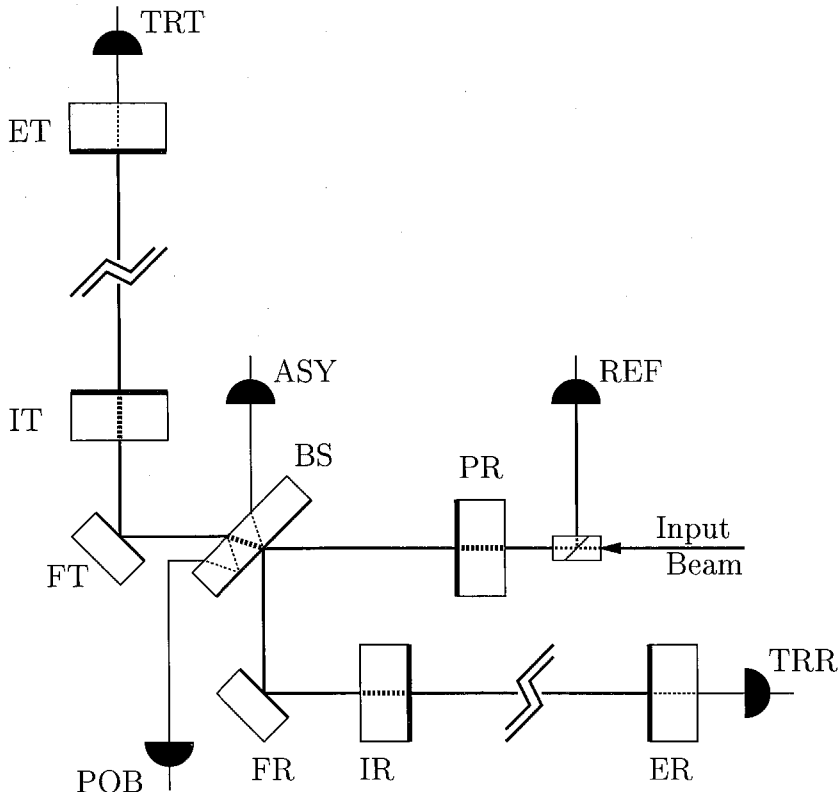 TRT
ET
ASY
REF
IT
BS
PR
Input
Beam
FT
TRR
POB
FR
IR
ER